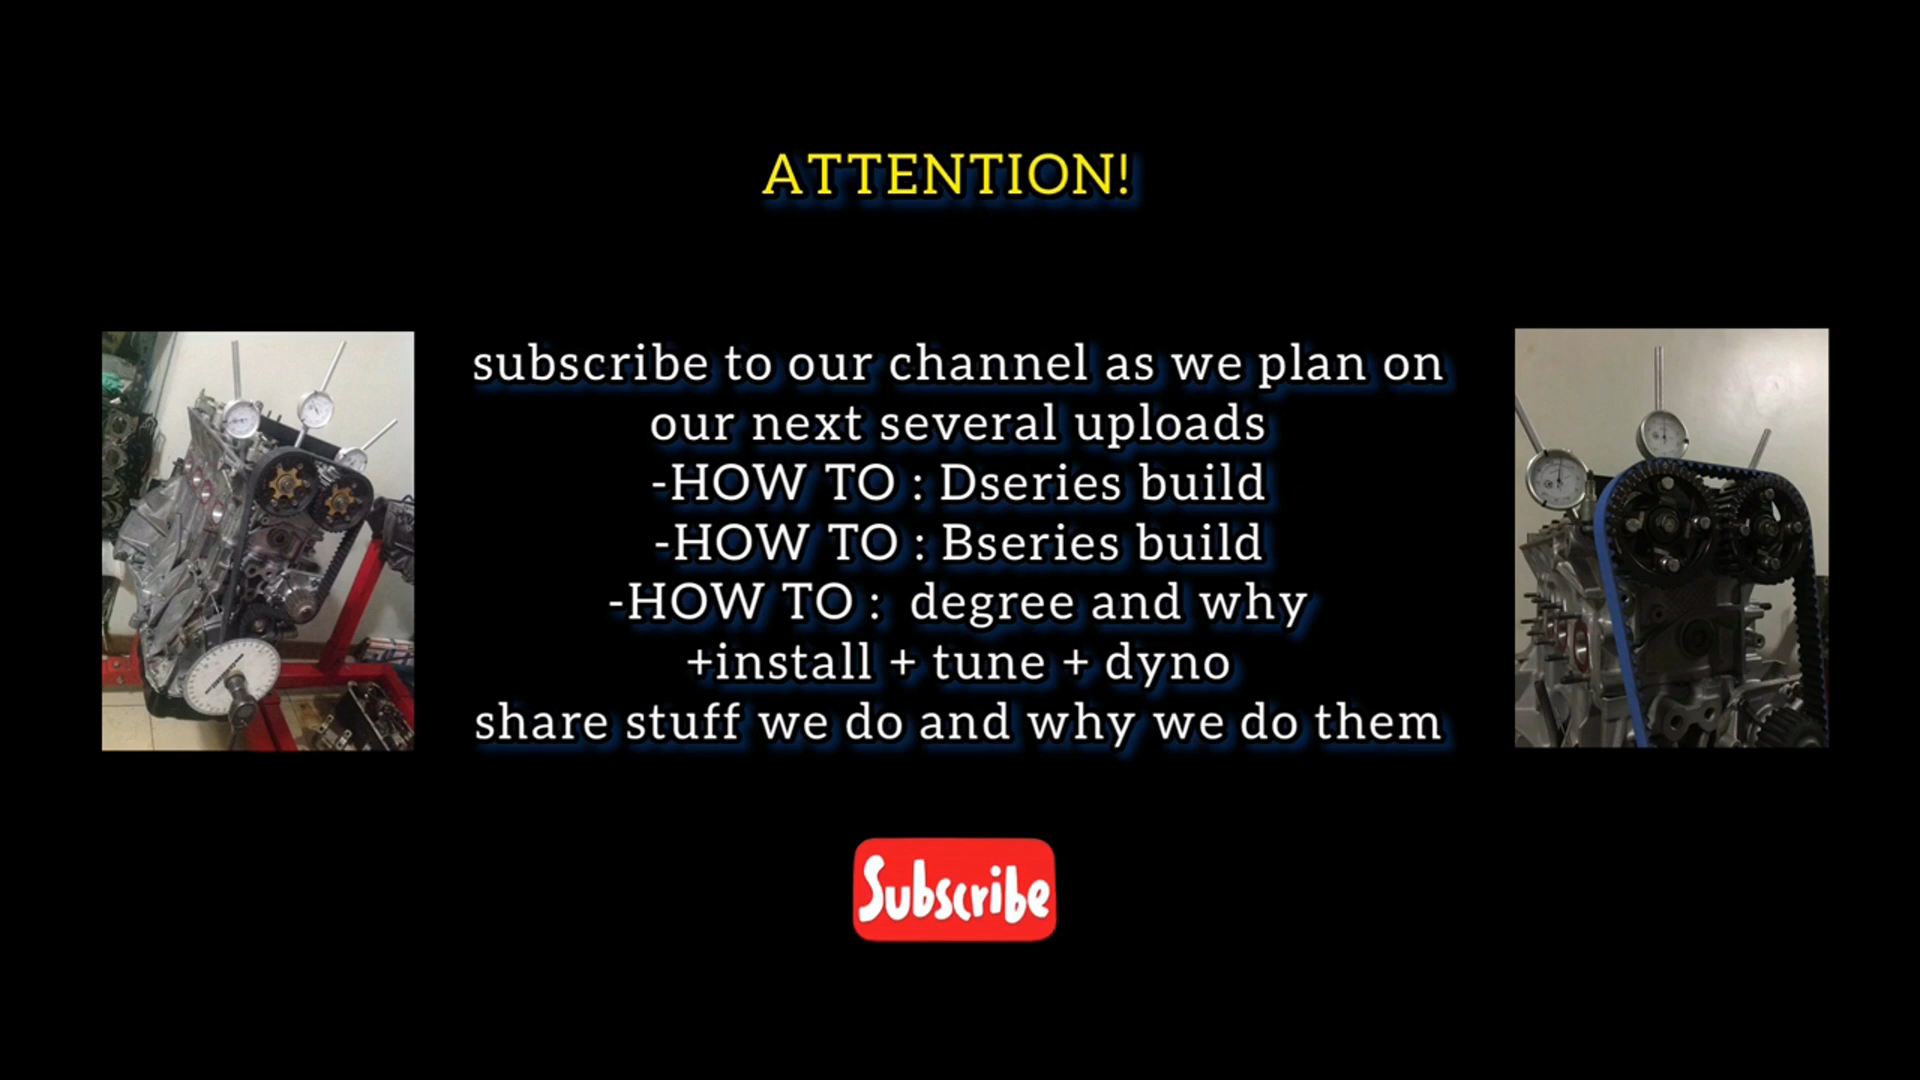 ATTENTION!
subscribe to our channel as we plan on
our next several uploads
-HOW TO : Dseries build
-HOW TO : Bseries build
-HOW TO :  degree and why
+install + tune + dyno
share stuff we do and why we do them
Subscribe